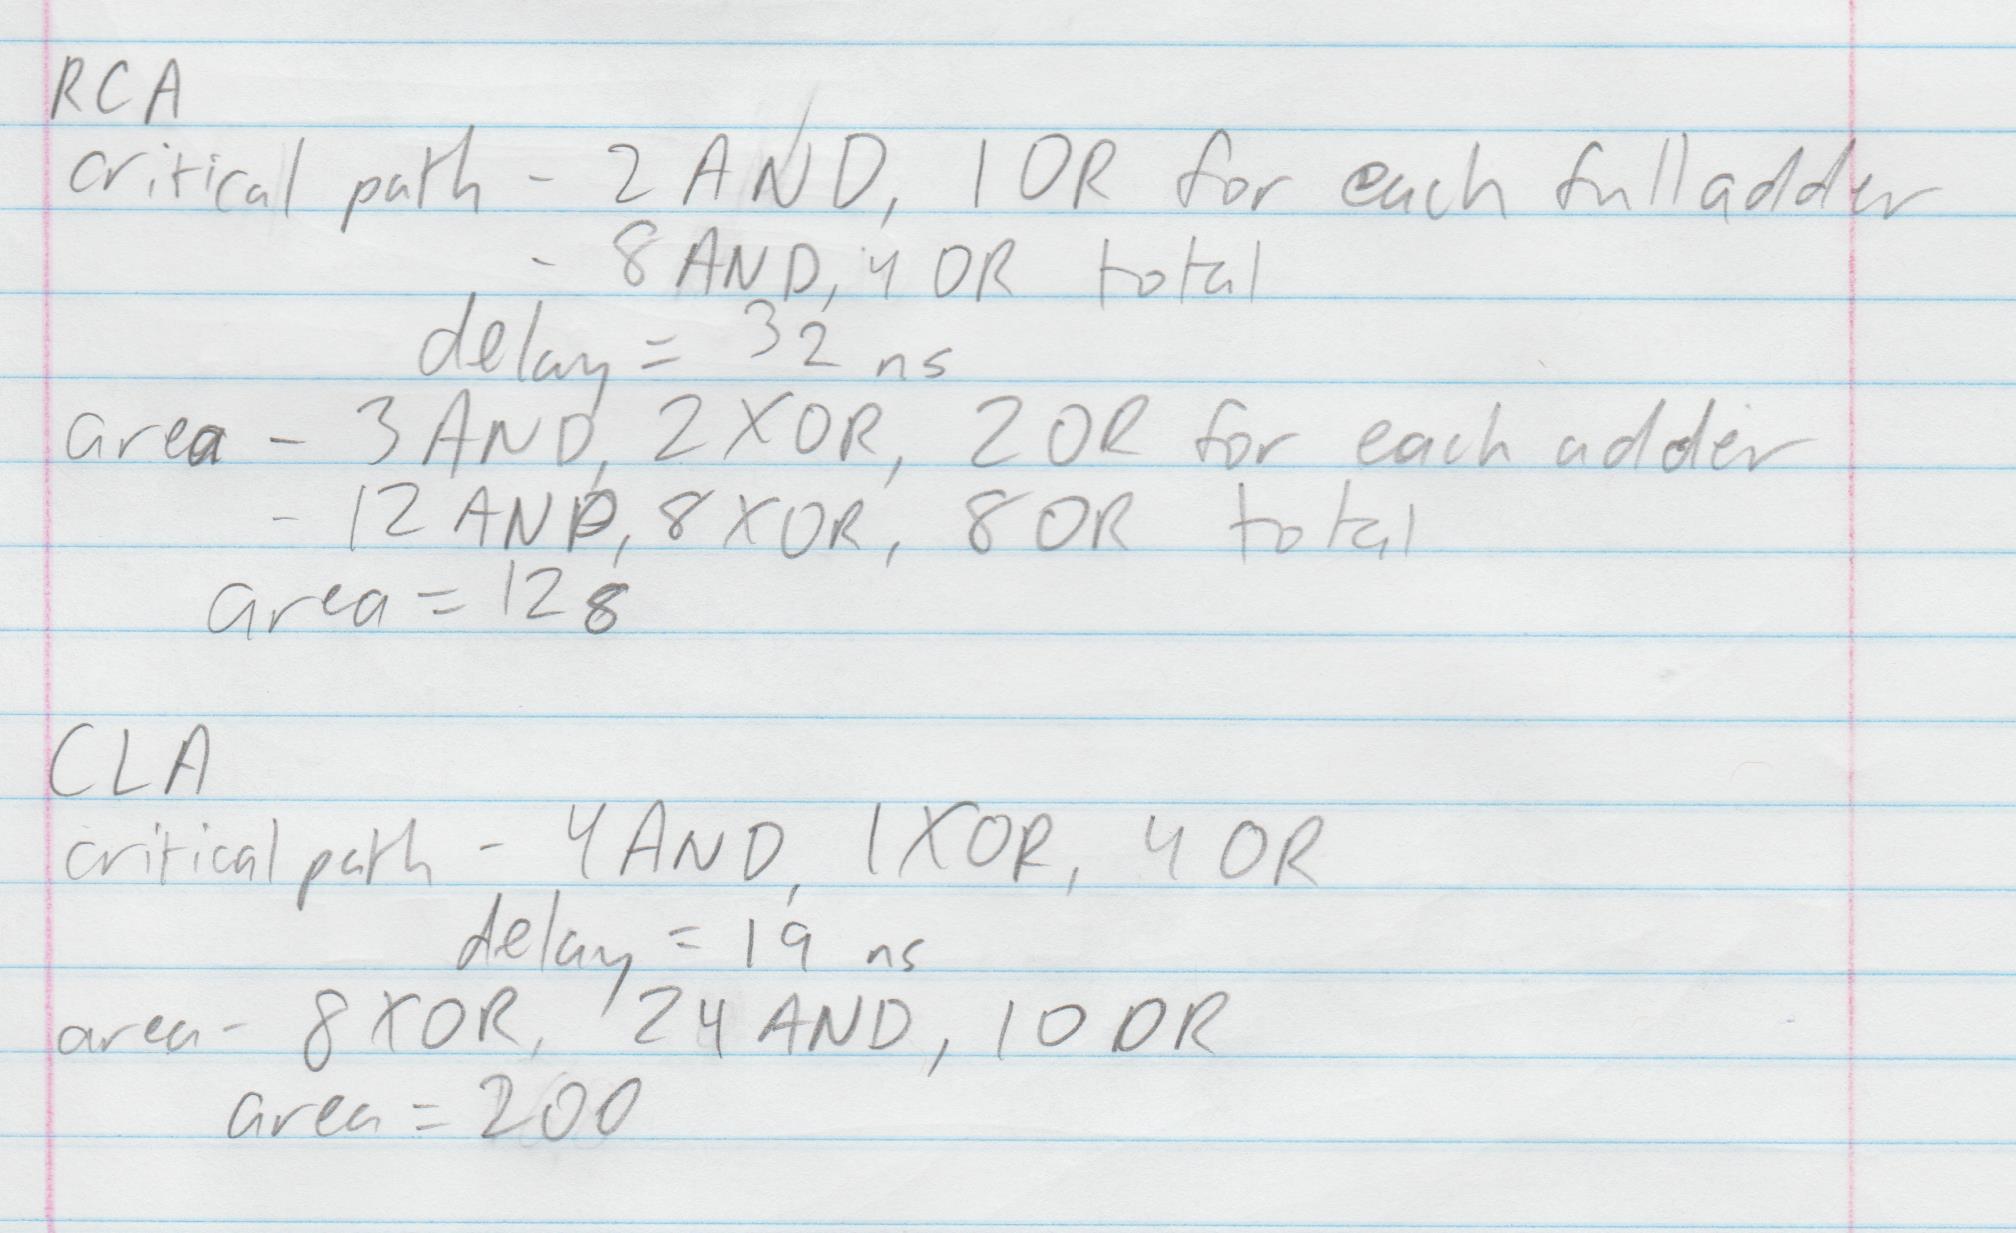 RCA
critical path - 2 AND, 1 OR for each full adder
- 8 AND, 4 OR total
delay = 32 ns
area - 3 AND, 2 XOR, 2 OR for each adder
- 12 AND, 8 XOR, 8 OR total
area = 128
CLA
critical path - 4 AND, 1 XOR, 4 OR
delay = 19 ns
area - 8 XOR, 24 AND, 10 OR
area = 200